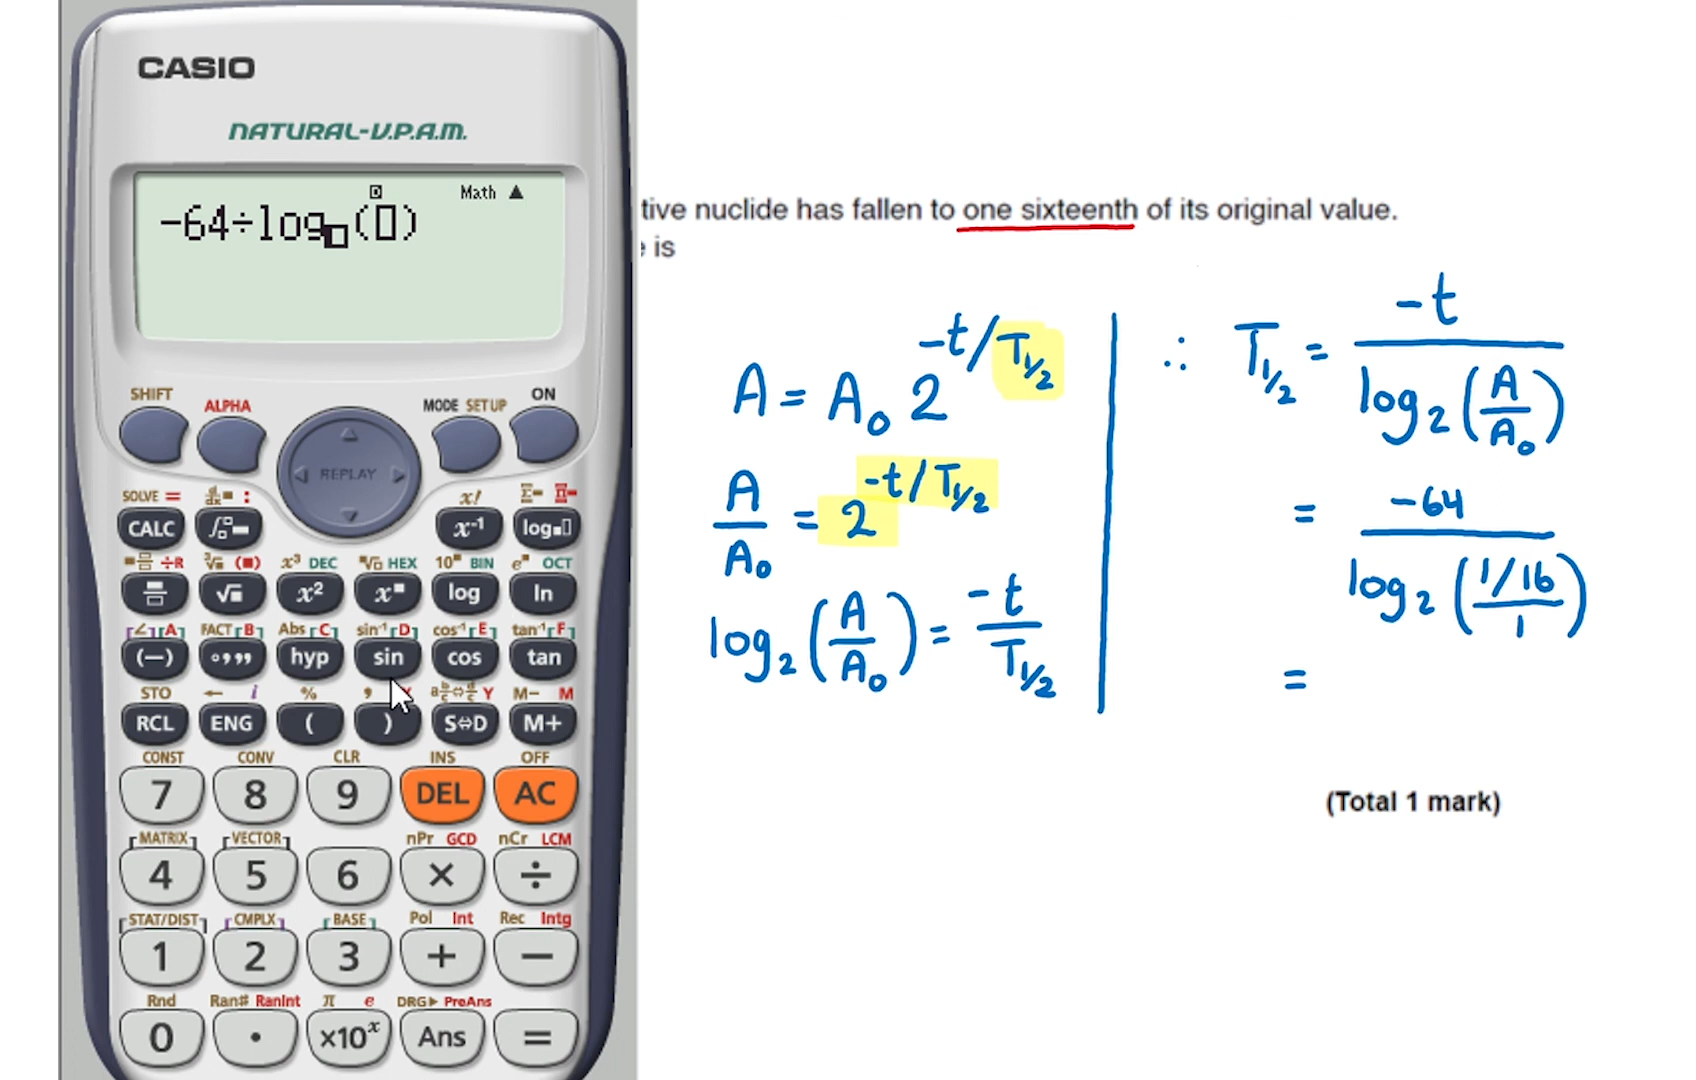 CASIO
NATURAL-V.P.A.M.
Math ▲
-64÷log▯(▯)
SHIFT
ALPHA
MODE SETUP
ON
REPLAY
SOLVE = d/dx : x! Σ Π
CALC ∫ x⁻¹ log▯
÷R ³√ x³ DEC √ HEX 10 BIN e OCT
√ x² x log ln
∠ A FACT B Abs C sin⁻¹ D cos⁻¹ E tan⁻¹ F
(−) °,,, hyp sin cos tan
STO ← i % , X a b/c⇔d/c Y M− M
RCL ENG ( ) S⇔D M+
CONST CONV CLR INS OFF
7 8 9 DEL AC
MATRIX VECTOR nPr GCD nCr LCM
4 5 6 × ÷
STAT/DIST CMPLX BASE Pol Int Rec Intg
1 2 3 + −
Rnd Ran# RanInt π e DRG▶ PreAns
0 . ×10ˣ Ans =
tive nuclide has fallen to one sixteenth of its original value.
e is
A = A₀ 2^(-t/T₁/₂)
A/A₀ = 2^(-t/T₁/₂)
log₂(A/A₀) = -t/T₁/₂
∴ T₁/₂ = -t / log₂(A/A₀)
= -64 / log₂((1/16)/1)
=
(Total 1 mark)